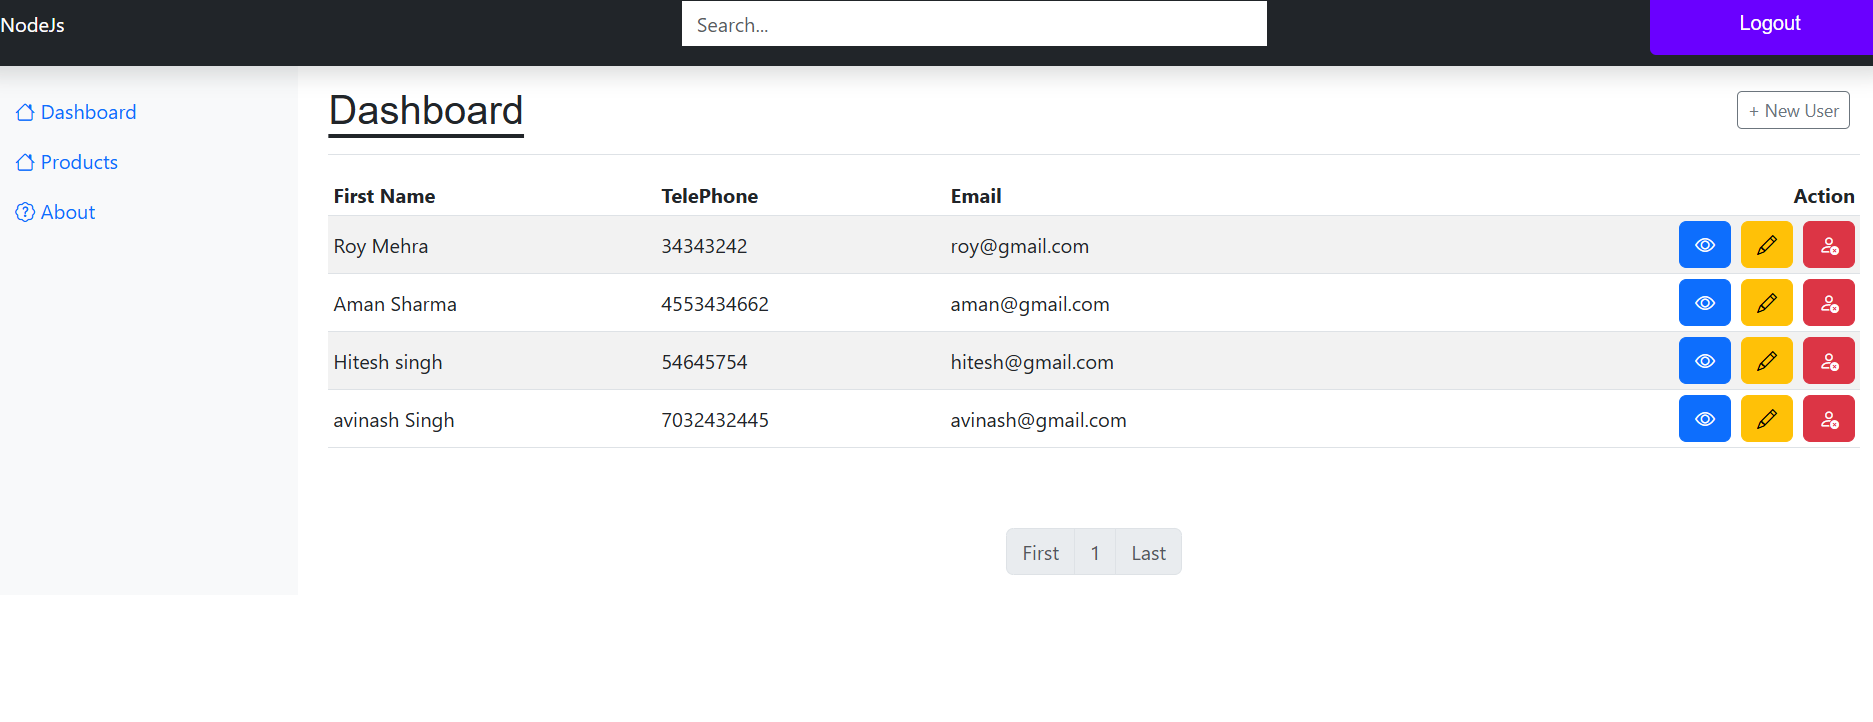 NodeJs
Search...
Logout
Dashboard
Products
About
Dashboard
+ New User
First Name TelePhone Email Action
Roy Mehra 34343242 roy@gmail.com
Aman Sharma 4553434662 aman@gmail.com
Hitesh singh 54645754 hitesh@gmail.com
avinash Singh 7032432445 avinash@gmail.com
First 1 Last